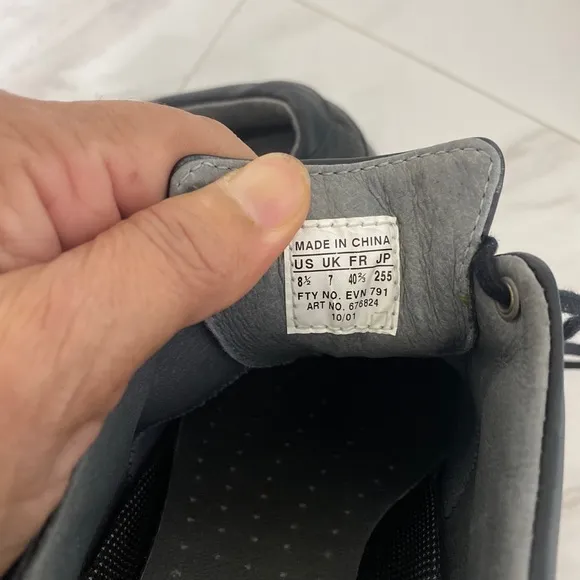 MADE IN CHINA
US UK FR JP
8½ 7 40⅔ 255
FTY NO. EVN 791
ART NO. 676824
10/01